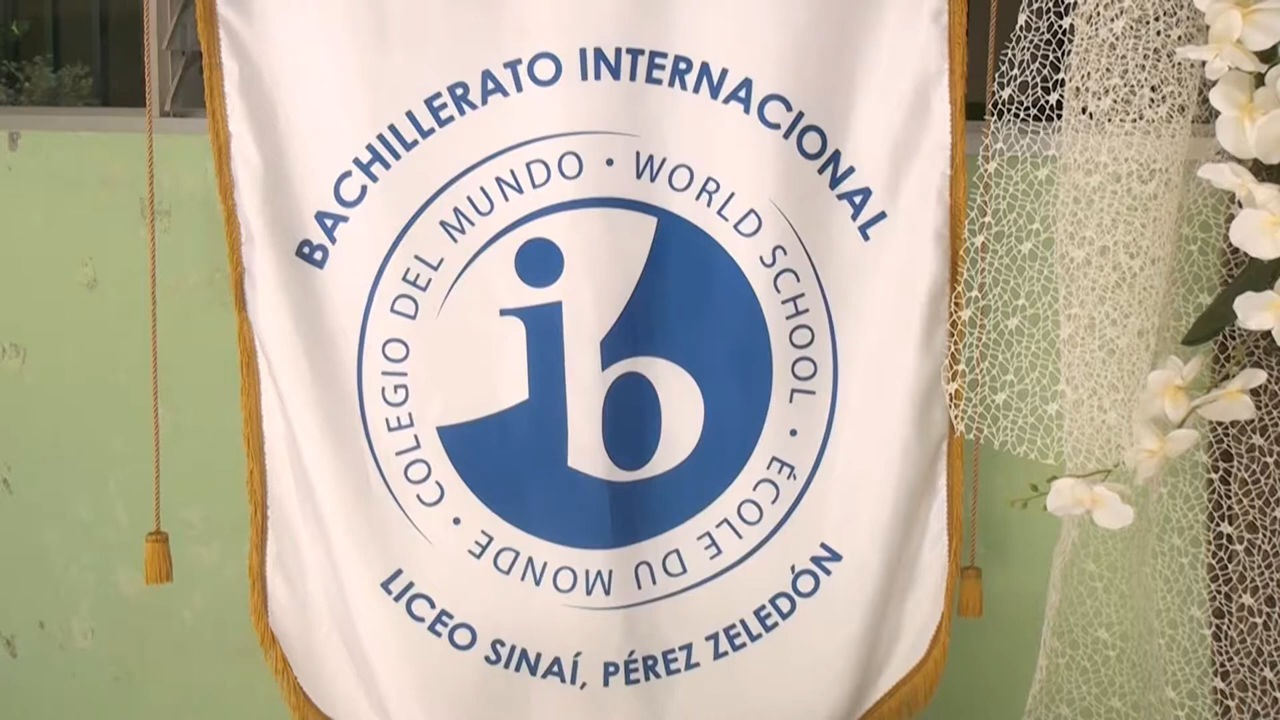 BACHILLERATO INTERNACIONAL
COLEGIO DEL MUNDO · WORLD SCHOOL · ÉCOLE DU MONDE ·
ib
LICEO SINAÍ, PÉREZ ZELEDÓN